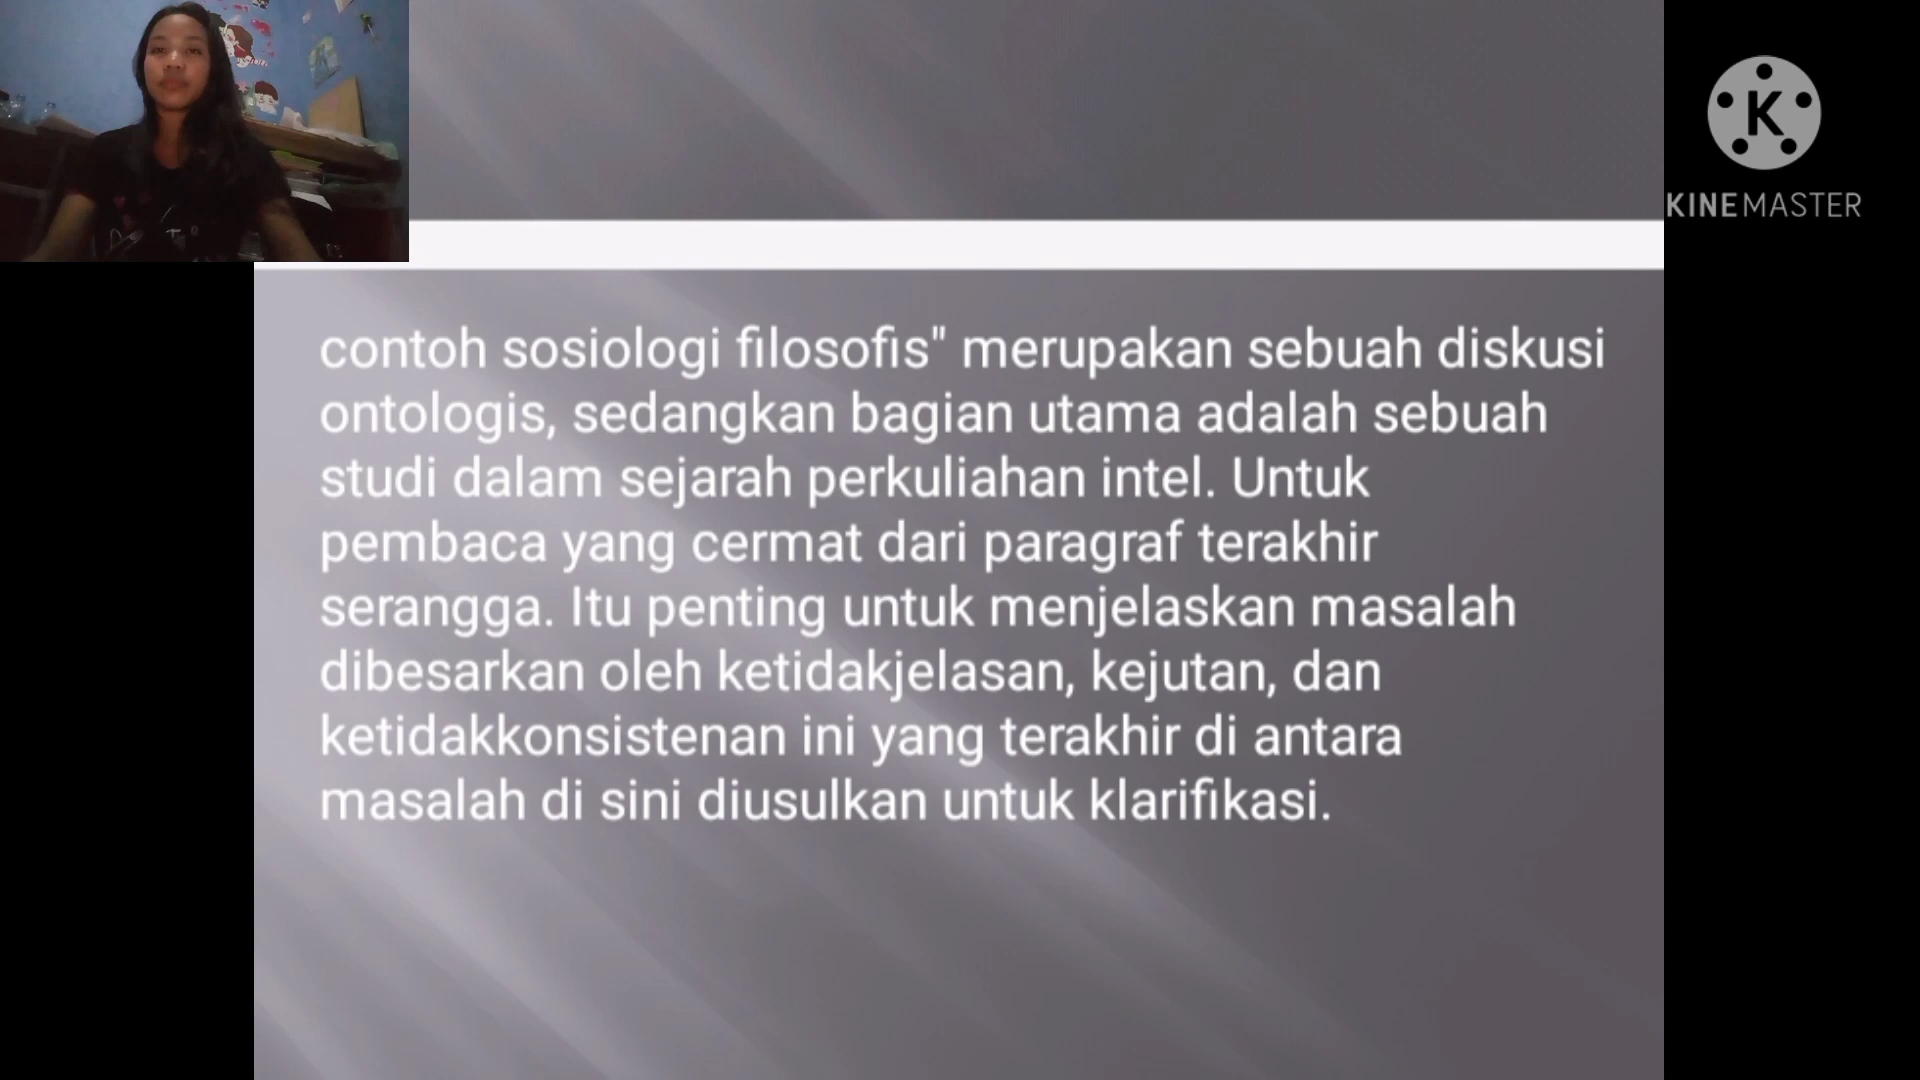 K
KINEMASTER
contoh sosiologi filosofis" merupakan sebuah diskusi
ontologis, sedangkan bagian utama adalah sebuah
studi dalam sejarah perkuliahan intel. Untuk
pembaca yang cermat dari paragraf terakhir
serangga. Itu penting untuk menjelaskan masalah
dibesarkan oleh ketidakjelasan, kejutan, dan
ketidakkonsistenan ini yang terakhir di antara
masalah di sini diusulkan untuk klarifikasi.